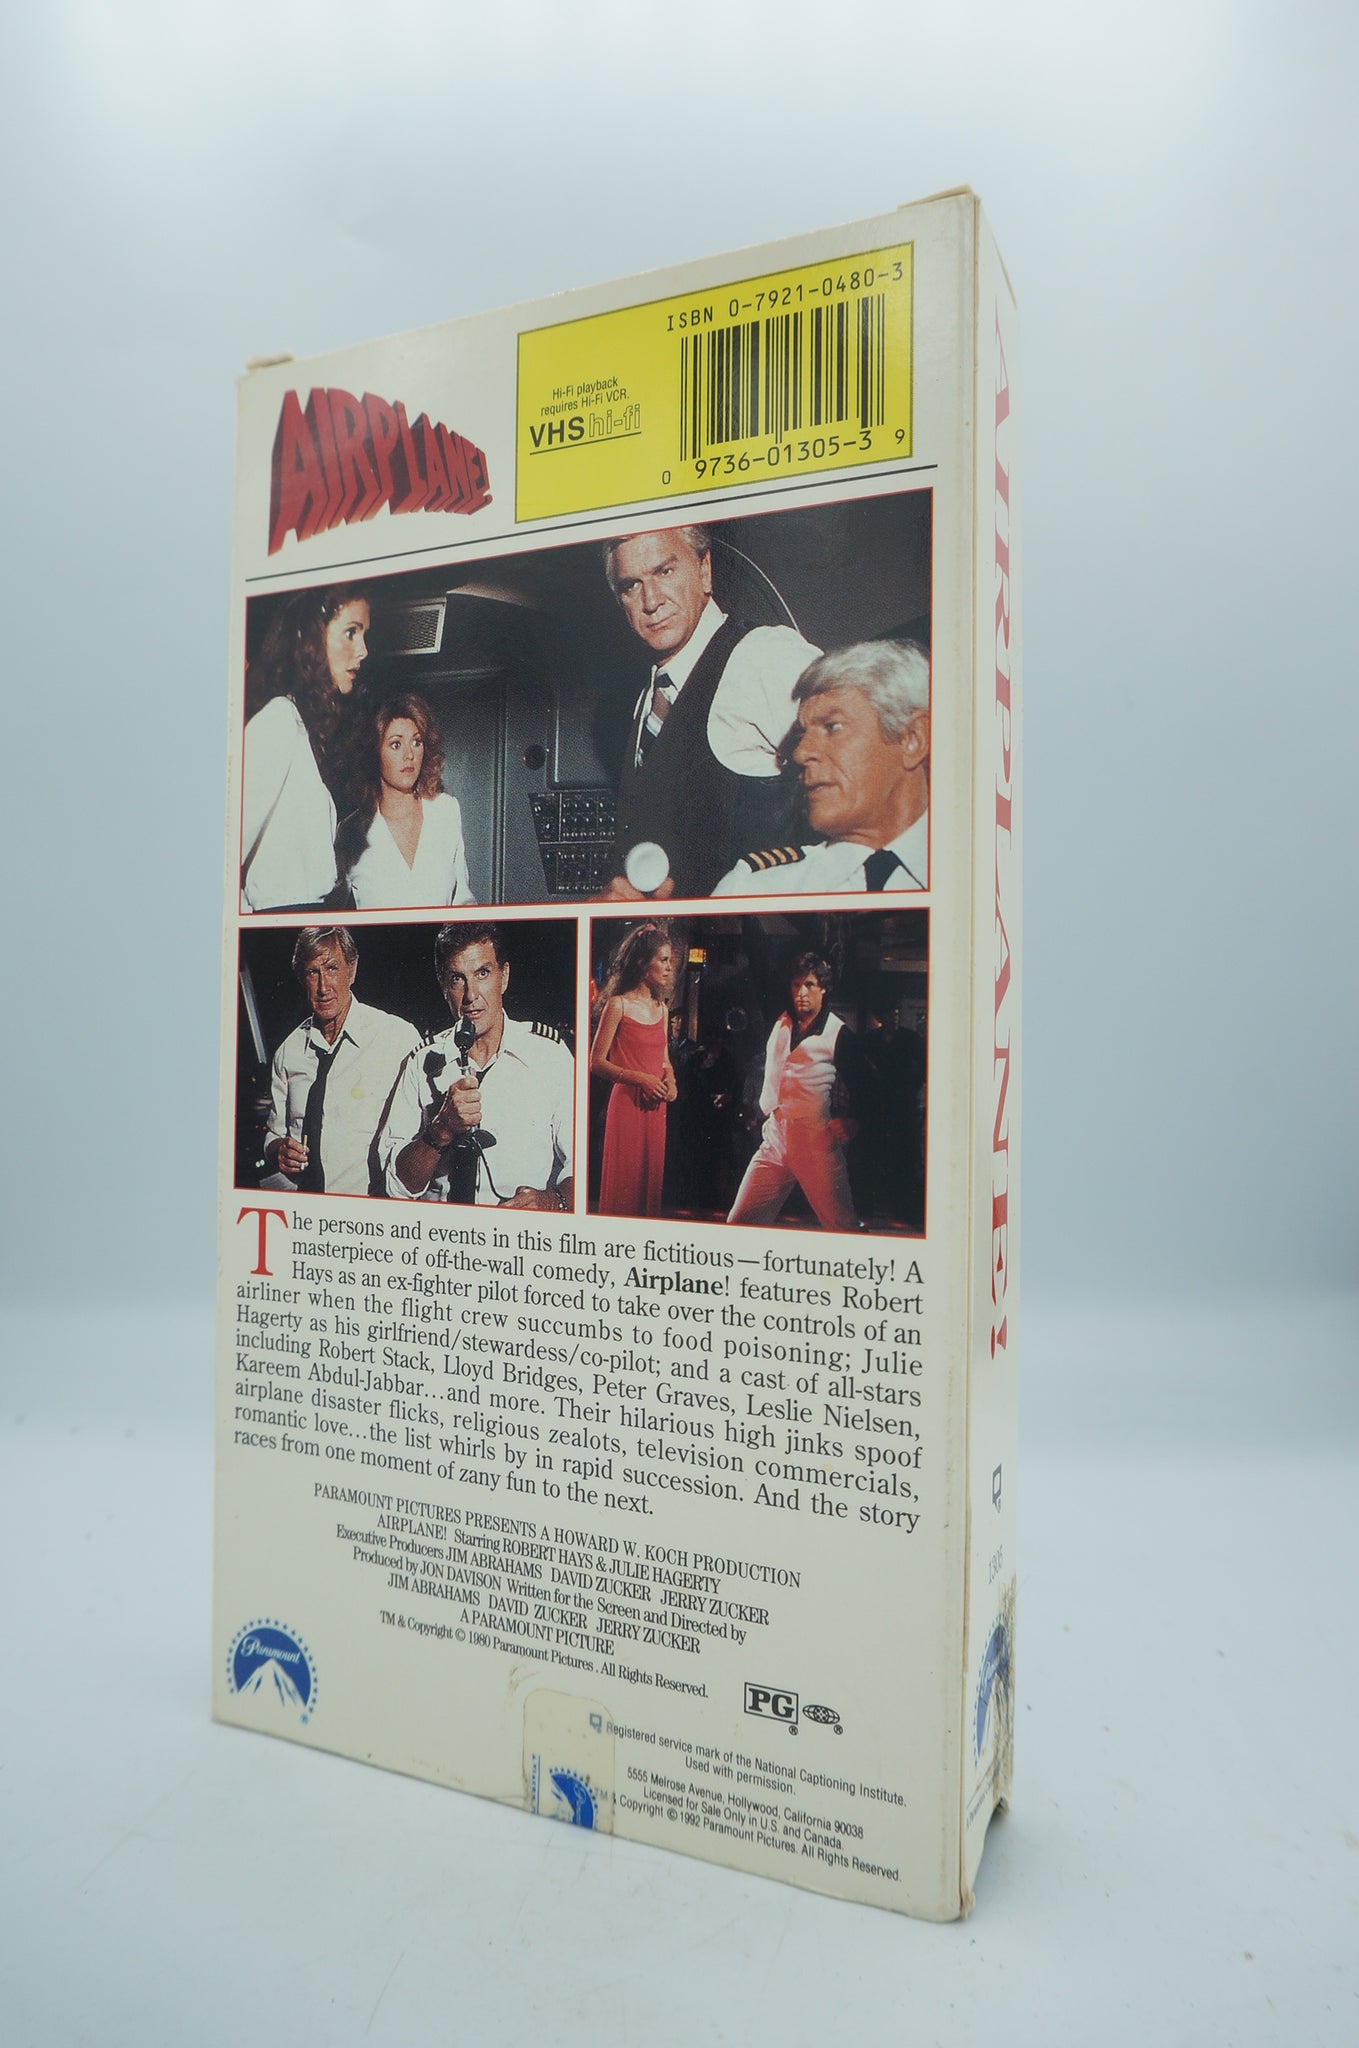 ISBN 0-7921-0480-3
AIRPLANE!
Hi-Fi playback
requires Hi-Fi VCR.
VHS hi-fi
0 9736-01305-3 9
The persons and events in this film are fictitious—fortunately! A
masterpiece of off-the-wall comedy, Airplane! features Robert
Hays as an ex-fighter pilot forced to take over the controls of an
airliner when the flight crew succumbs to food poisoning; Julie
Hagerty as his girlfriend/stewardess/co-pilot; and a cast of all-stars
including Robert Stack, Lloyd Bridges, Peter Graves, Leslie Nielsen,
Kareem Abdul-Jabbar...and more. Their hilarious high jinks spoof
airplane disaster flicks, religious zealots, television commercials,
romantic love...the list whirls by in rapid succession. And the story
races from one moment of zany fun to the next.
PARAMOUNT PICTURES PRESENTS A HOWARD W. KOCH PRODUCTION
AIRPLANE! Starring ROBERT HAYS & JULIE HAGERTY
Executive Producers JIM ABRAHAMS DAVID ZUCKER JERRY ZUCKER
Produced by JON DAVISON Written for the Screen and Directed by
JIM ABRAHAMS DAVID ZUCKER JERRY ZUCKER
A PARAMOUNT PICTURE
TM & Copyright © 1980 Paramount Pictures. All Rights Reserved.
Paramount
®
PG ® ®
Registered service mark of the National Captioning Institute.
Used with permission.
5555 Melrose Avenue, Hollywood, California 90038
Licensed for Sale Only in U.S. and Canada.
TM & Copyright © 1992 Paramount Pictures. All Rights Reserved.
AIRPLANE!
1305
Paramount